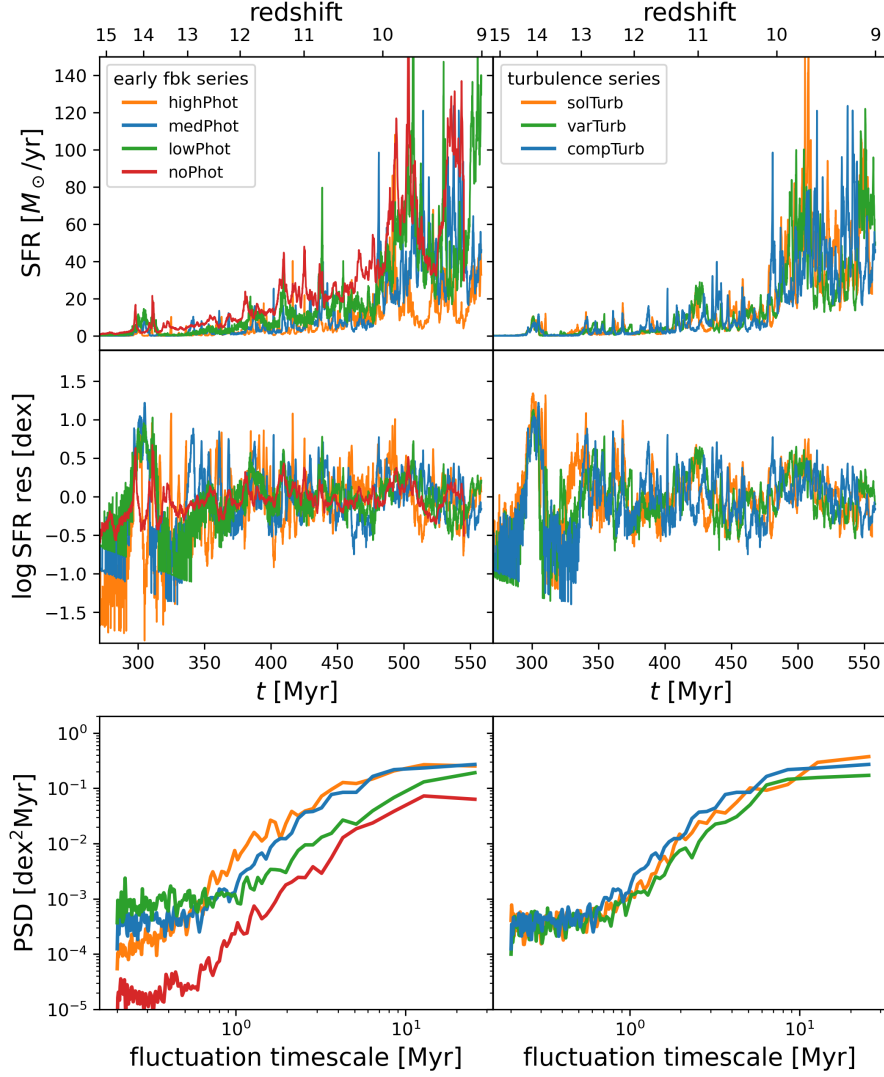 redshift
redshift
15 14 13 12 11 10 9
15 14 13 12 11 10 9
early fbk series
highPhot
medPhot
lowPhot
noPhot
turbulence series
solTurb
varTurb
compTurb
SFR [M⊙/yr]
140
120
100
80
60
40
20
0
log SFR res [dex]
1.5
1.0
0.5
0.0
−0.5
−1.0
−1.5
300 350 400 450 500 550
300 350 400 450 500 550
t [Myr]
t [Myr]
PSD [dex²Myr]
10⁰
10⁻¹
10⁻²
10⁻³
10⁻⁴
10⁻⁵
10⁰ 10¹
10⁰ 10¹
fluctuation timescale [Myr]
fluctuation timescale [Myr]